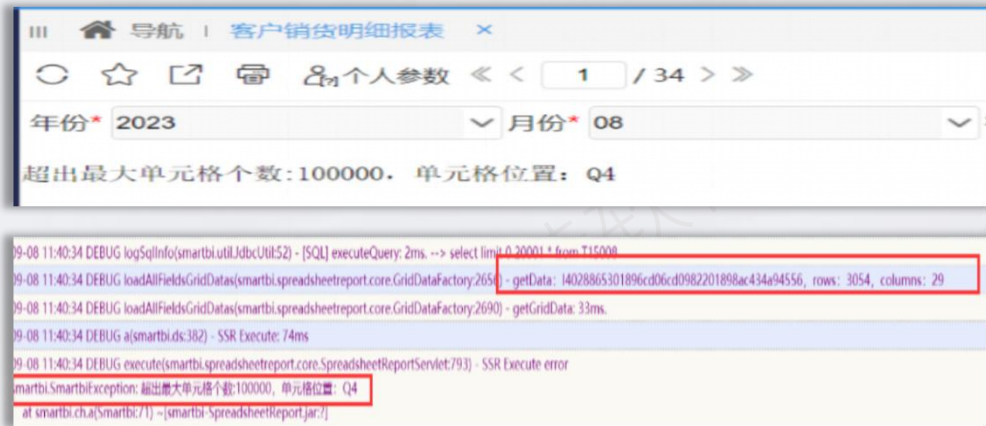 导航 | 客户销货明细报表 ×
个人参数 « < 1 / 34 > »
年份* 2023 月份* 08
超出最大单元格个数:100000, 单元格位置: Q4
09-08 11:40:34 DEBUG logSqlInfo(smartbi.util.JdbcUtil:52) - [SQL] executeQuery: 2ms. --> select limit 0 20001 * from T15008
09-08 11:40:34 DEBUG loadAllFieldsGridDatas(smartbi.spreadsheetreport.core.GridDataFactory:2656) - getData: I4028865301896cd06cd0982201898ac434a94556, rows: 3054, columns: 29
09-08 11:40:34 DEBUG loadAllFieldsGridDatas(smartbi.spreadsheetreport.core.GridDataFactory:2690) - getGridData: 33ms.
09-08 11:40:34 DEBUG a(smartbi.ds:382) - SSR Execute: 74ms
09-08 11:40:34 DEBUG execute(smartbi.spreadsheetreport.core.SpreadsheetReportServlet:793) - SSR Execute error
smartbi.SmartbiException: 超出最大单元格个数:100000, 单元格位置: Q4
at smartbi.ch.a(Smartbi:71) ~[smartbi-SpreadsheetReport.jar:?]